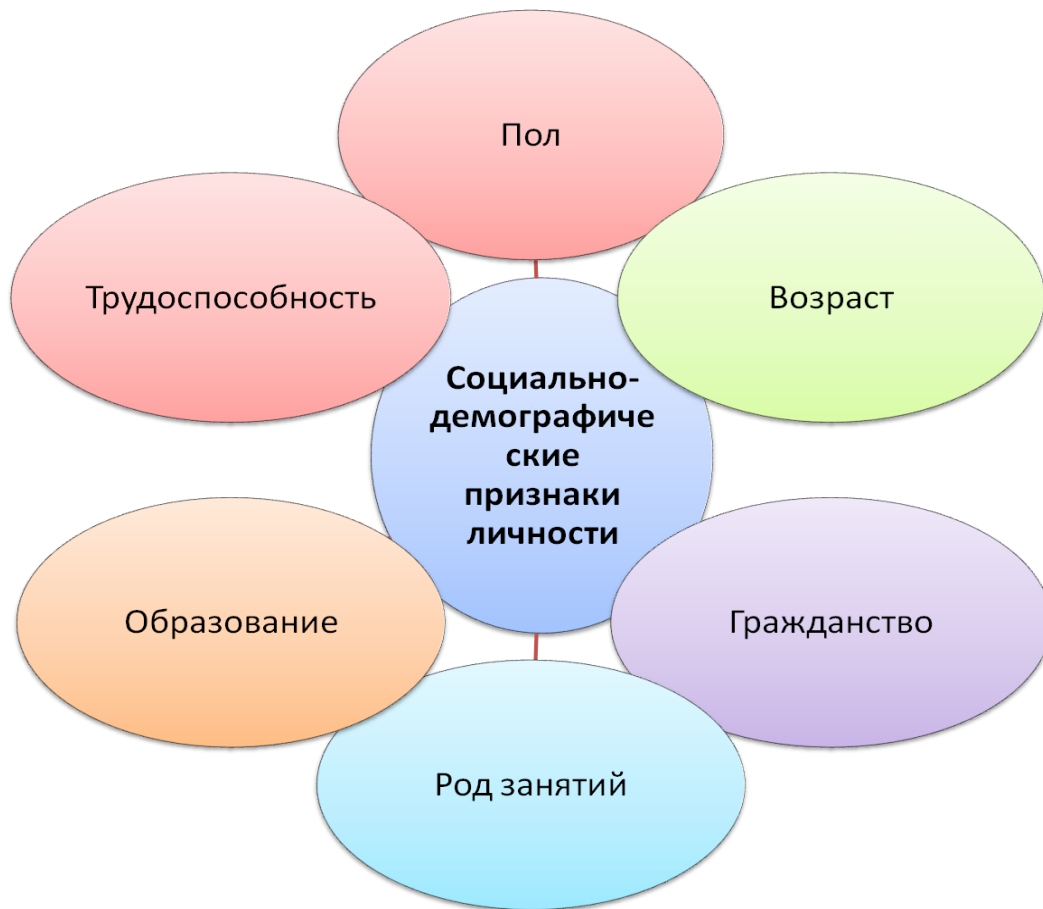 Пол
Трудоспособность
Возраст
Социально-
демографиче
ские
признаки
личности
Образование
Гражданство
Род занятий